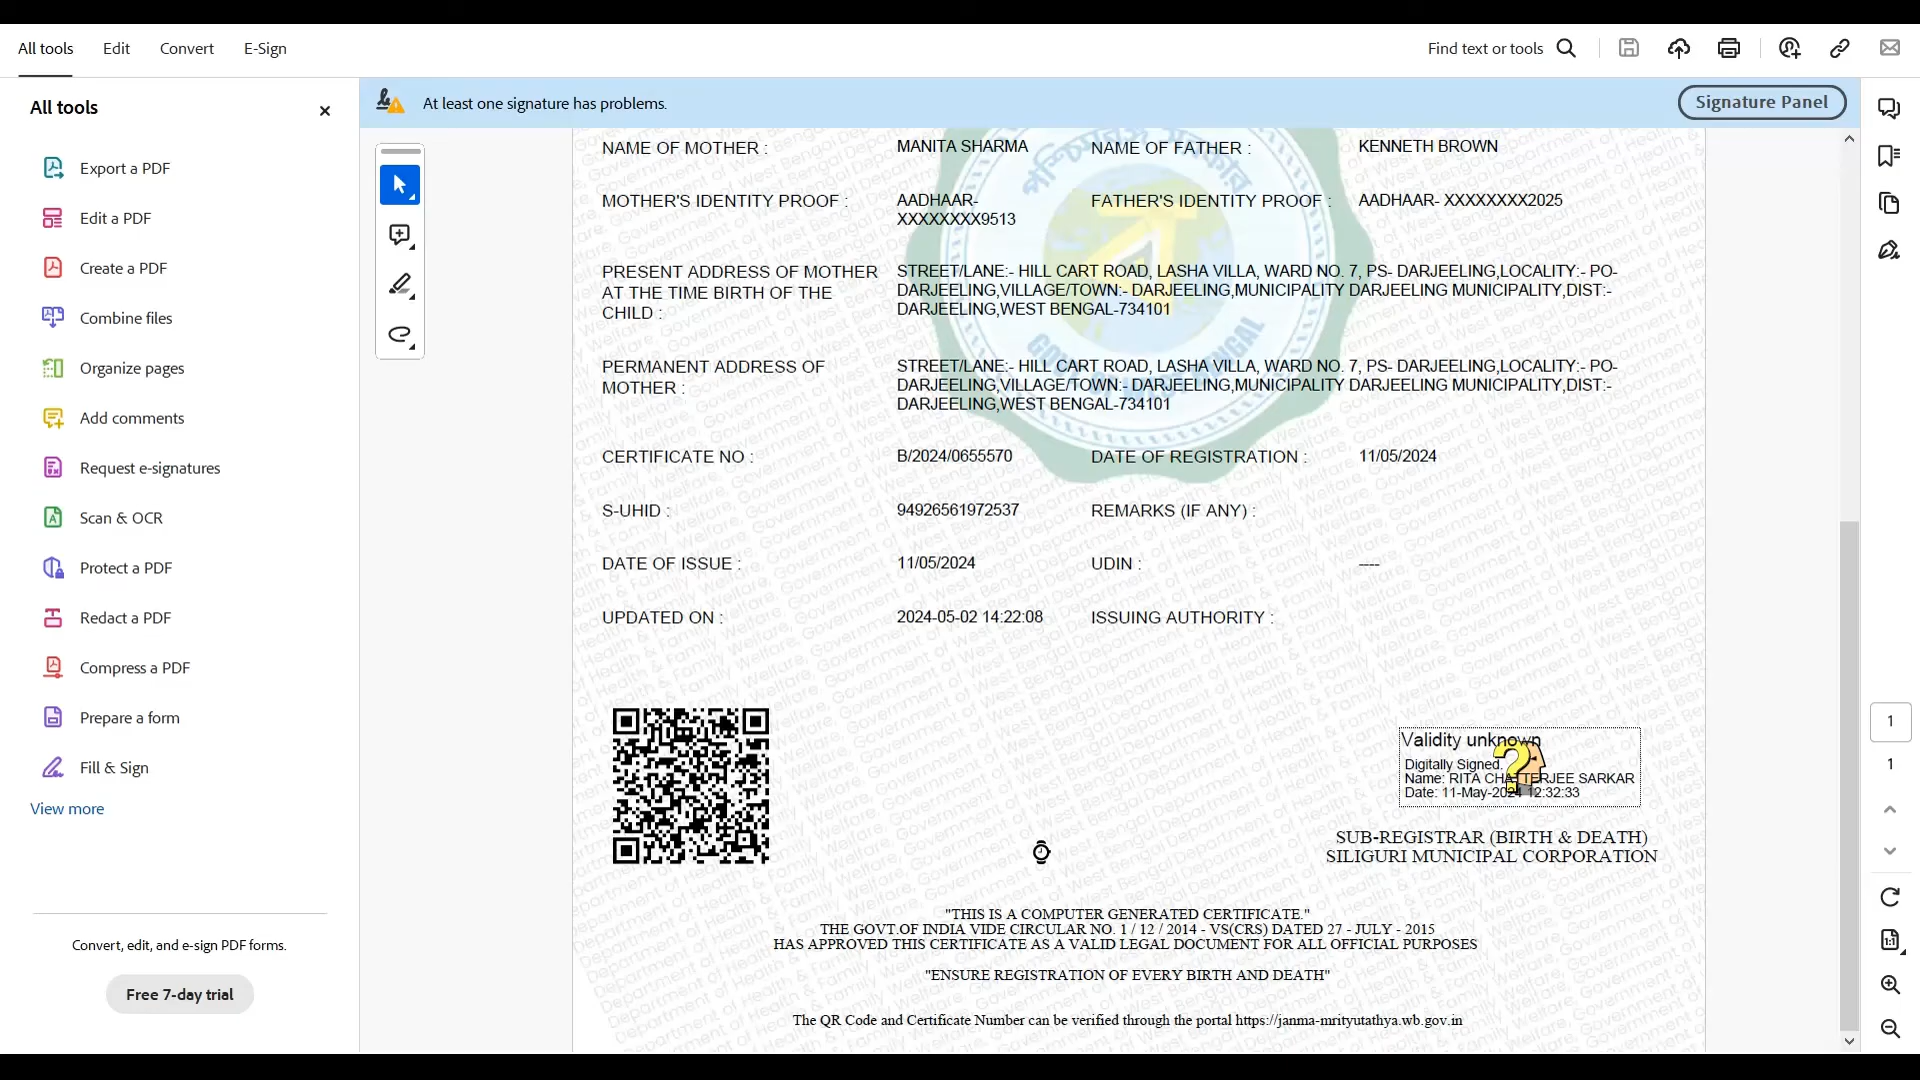 All tools
Edit
Convert
E-Sign
Find text or tools
All tools
At least one signature has problems.
Signature Panel
Export a PDF
Edit a PDF
Create a PDF
Combine files
Organize pages
Add comments
Request e-signatures
Scan & OCR
Protect a PDF
Redact a PDF
Compress a PDF
Prepare a form
Fill & Sign
View more
Convert, edit, and e-sign PDF forms.
Free 7-day trial
NAME OF MOTHER : MANITA SHARMA NAME OF FATHER : KENNETH BROWN
MOTHER'S IDENTITY PROOF : AADHAAR- FATHER'S IDENTITY PROOF : AADHAAR- XXXXXXXX2025
XXXXXXXX9513
PRESENT ADDRESS OF MOTHER STREET/LANE:- HILL CART ROAD, LASHA VILLA, WARD NO. 7, PS- DARJEELING,LOCALITY:- PO-
AT THE TIME BIRTH OF THE DARJEELING,VILLAGE/TOWN:- DARJEELING,MUNICIPALITY DARJEELING MUNICIPALITY,DIST:-
CHILD : DARJEELING,WEST BENGAL-734101
PERMANENT ADDRESS OF STREET/LANE:- HILL CART ROAD, LASHA VILLA, WARD NO. 7, PS- DARJEELING,LOCALITY:- PO-
MOTHER : DARJEELING,VILLAGE/TOWN:- DARJEELING,MUNICIPALITY DARJEELING MUNICIPALITY,DIST:-
DARJEELING,WEST BENGAL-734101
CERTIFICATE NO : B/2024/0655570 DATE OF REGISTRATION : 11/05/2024
S-UHID : 94926561972537 REMARKS (IF ANY) :
DATE OF ISSUE : 11/05/2024 UDIN : ----
UPDATED ON : 2024-05-02 14:22:08 ISSUING AUTHORITY :
Validity unknown
Digitally Signed.
Name: RITA CHATTERJEE SARKAR
Date: 11-May-2024 12:32:33
SUB-REGISTRAR (BIRTH & DEATH)
SILIGURI MUNICIPAL CORPORATION
"THIS IS A COMPUTER GENERATED CERTIFICATE."
THE GOVT.OF INDIA VIDE CIRCULAR NO. 1 / 12 / 2014 - VS(CRS) DATED 27 - JULY - 2015
HAS APPROVED THIS CERTIFICATE AS A VALID LEGAL DOCUMENT FOR ALL OFFICIAL PURPOSES
"ENSURE REGISTRATION OF EVERY BIRTH AND DEATH"
The QR Code and Certificate Number can be verified through the portal https://janma-mrityutathya.wb.gov.in
1
1